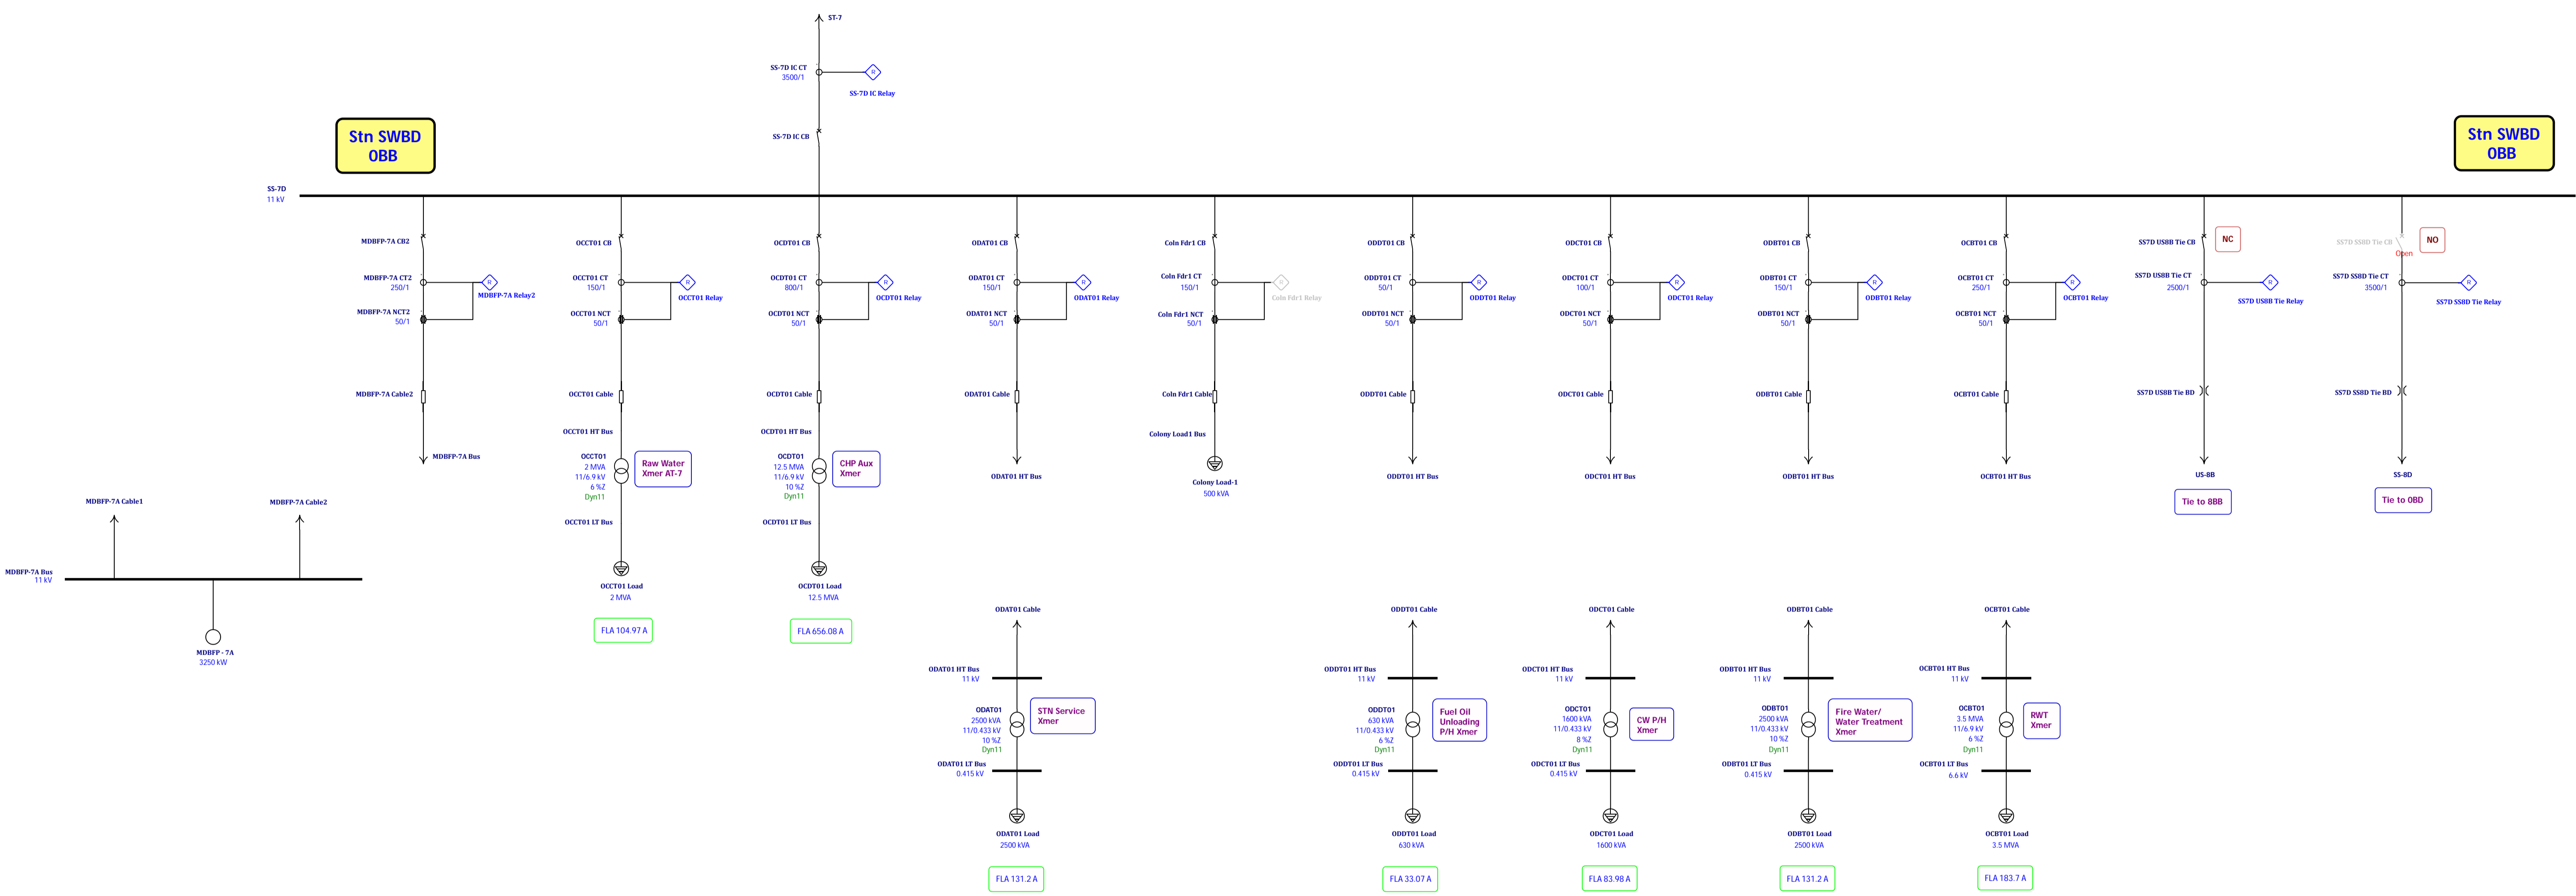 ST-7
SS-7D IC CT
3500/1
R
SS-7D IC Relay
SS-7D IC CB
Stn SWBD
0BB
Stn SWBD
0BB
SS-7D
11 kV
MDBFP-7A CB2
MDBFP-7A CT2
250/1
R
MDBFP-7A Relay2
MDBFP-7A NCT2
50/1
MDBFP-7A Cable2
MDBFP-7A Bus
OCCT01 CB
OCCT01 CT
150/1
R
OCCT01 Relay
OCCT01 NCT
50/1
OCCT01 Cable
OCCT01 HT Bus
OCCT01
2 MVA
11/6.9 kV
6 %Z
Dyn11
Raw Water
Xmer AT-7
OCCT01 LT Bus
OCCT01 Load
2 MVA
FLA 104.97 A
OCDT01 CB
OCDT01 CT
800/1
R
OCDT01 Relay
OCDT01 NCT
50/1
OCDT01 Cable
OCDT01 HT Bus
OCDT01
12.5 MVA
11/6.9 kV
10 %Z
Dyn11
CHP Aux
Xmer
OCDT01 LT Bus
OCDT01 Load
12.5 MVA
FLA 656.08 A
ODAT01 CB
ODAT01 CT
150/1
R
ODAT01 Relay
ODAT01 NCT
50/1
ODAT01 Cable
ODAT01 HT Bus
Coln Fdr1 CB
Coln Fdr1 CT
150/1
R
Coln Fdr1 Relay
Coln Fdr1 NCT
50/1
Coln Fdr1 Cable
Colony Load1 Bus
Colony Load-1
500 kVA
ODDT01 CB
ODDT01 CT
50/1
R
ODDT01 Relay
ODDT01 NCT
50/1
ODDT01 Cable
ODDT01 HT Bus
ODCT01 CB
ODCT01 CT
100/1
R
ODCT01 Relay
ODCT01 NCT
50/1
ODCT01 Cable
ODCT01 HT Bus
ODBT01 CB
ODBT01 CT
150/1
R
ODBT01 Relay
ODBT01 NCT
50/1
ODBT01 Cable
ODBT01 HT Bus
OCBT01 CB
OCBT01 CT
250/1
R
OCBT01 Relay
OCBT01 NCT
50/1
OCBT01 Cable
OCBT01 HT Bus
SS7D US8B Tie CB
NC
SS7D US8B Tie CT
2500/1
R
SS7D US8B Tie Relay
SS7D US8B Tie BD
US-8B
Tie to 8BB
SS7D SS8D Tie CB
NO
Open
SS7D SS8D Tie CT
3500/1
R
SS7D SS8D Tie Relay
SS7D SS8D Tie BD
SS-8D
Tie to 0BD
MDBFP-7A Cable1
MDBFP-7A Cable2
MDBFP-7A Bus
11 kV
MDBFP - 7A
3250 kW
ODAT01 Cable
ODAT01 HT Bus
11 kV
ODAT01
2500 kVA
11/0.433 kV
10 %Z
Dyn11
STN Service
Xmer
ODAT01 LT Bus
0.415 kV
ODAT01 Load
2500 kVA
FLA 131.2 A
ODDT01 Cable
ODDT01 HT Bus
11 kV
ODDT01
630 kVA
11/0.433 kV
6 %Z
Dyn11
Fuel Oil
Unloading
P/H Xmer
ODDT01 LT Bus
0.415 kV
ODDT01 Load
630 kVA
FLA 33.07 A
ODCT01 Cable
ODCT01 HT Bus
11 kV
ODCT01
1600 kVA
11/0.433 kV
8 %Z
Dyn11
CW P/H
Xmer
ODCT01 LT Bus
0.415 kV
ODCT01 Load
1600 kVA
FLA 83.98 A
ODBT01 Cable
ODBT01 HT Bus
11 kV
ODBT01
2500 kVA
11/0.433 kV
10 %Z
Dyn11
Fire Water/
Water Treatment
Xmer
ODBT01 LT Bus
0.415 kV
ODBT01 Load
2500 kVA
FLA 131.2 A
OCBT01 Cable
OCBT01 HT Bus
11 kV
OCBT01
3.5 MVA
11/6.9 kV
6 %Z
Dyn11
RWT
Xmer
OCBT01 LT Bus
6.6 kV
OCBT01 Load
3.5 MVA
FLA 183.7 A